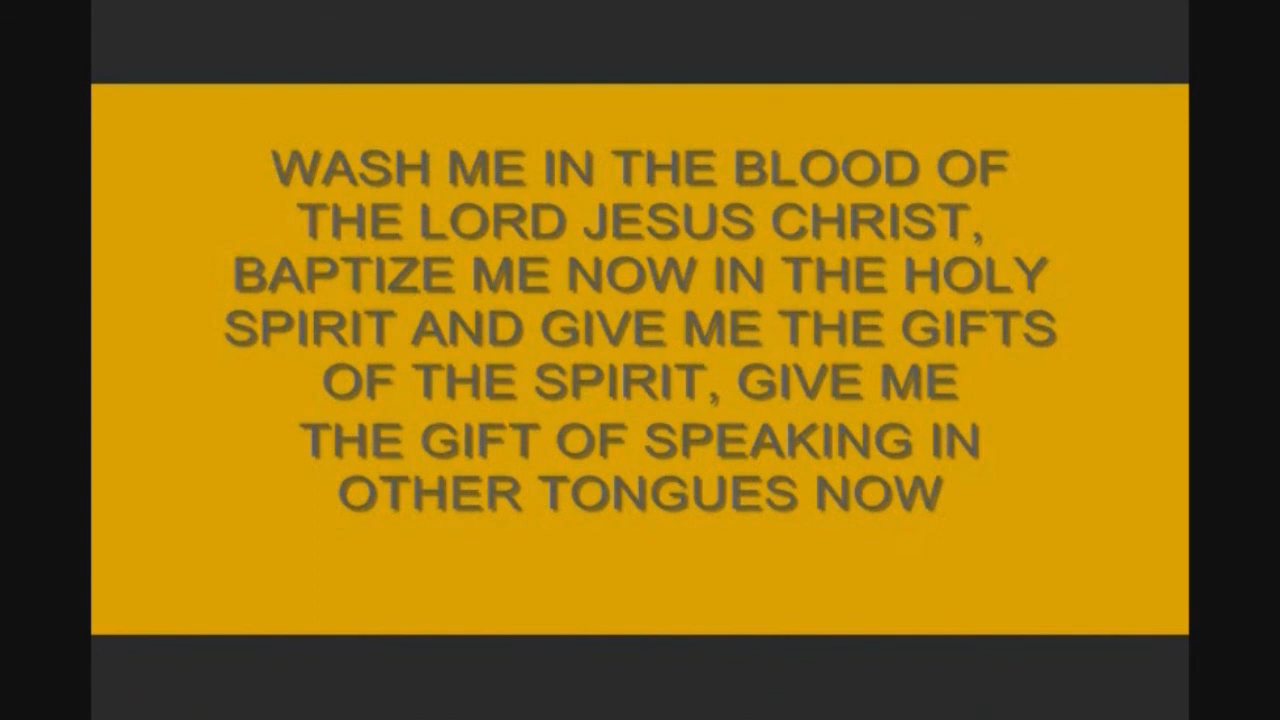 WASH ME IN THE BLOOD OF
THE LORD JESUS CHRIST,
BAPTIZE ME NOW IN THE HOLY
SPIRIT AND GIVE ME THE GIFTS
OF THE SPIRIT, GIVE ME
THE GIFT OF SPEAKING IN
OTHER TONGUES NOW